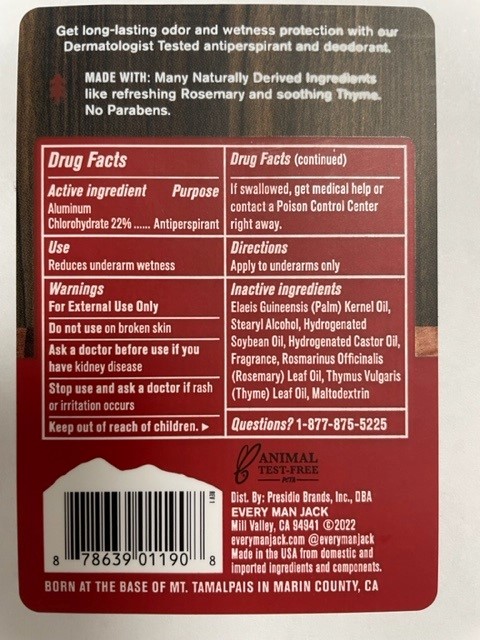 Get long-lasting odor and wetness protection with our
Dermatologist Tested antiperspirant and deodorant.
MADE WITH: Many Naturally Derived Ingredients
like refreshing Rosemary and soothing Thyme.
No Parabens.
Drug Facts
Active ingredient Purpose
Aluminum
Chlorohydrate 22% ...... Antiperspirant
Use
Reduces underarm wetness
Warnings
For External Use Only
Do not use on broken skin
Ask a doctor before use if you
have kidney disease
Stop use and ask a doctor if rash
or irritation occurs
Keep out of reach of children. ▶
Drug Facts (continued)
If swallowed, get medical help or
contact a Poison Control Center
right away.
Directions
Apply to underarms only
Inactive ingredients
Elaeis Guineensis (Palm) Kernel Oil,
Stearyl Alcohol, Hydrogenated
Soybean Oil, Hydrogenated Castor Oil,
Fragrance, Rosmarinus Officinalis
(Rosemary) Leaf Oil, Thymus Vulgaris
(Thyme) Leaf Oil, Maltodextrin
Questions? 1-877-875-5225
ANIMAL
TEST-FREE
PETA
REV 1
8 78639 01190 8
Dist. By: Presidio Brands, Inc., DBA
EVERY MAN JACK
Mill Valley, CA 94941 ©2022
everymanjack.com @everymanjack
Made in the USA from domestic and
imported ingredients and components.
BORN AT THE BASE OF MT. TAMALPAIS IN MARIN COUNTY, CA